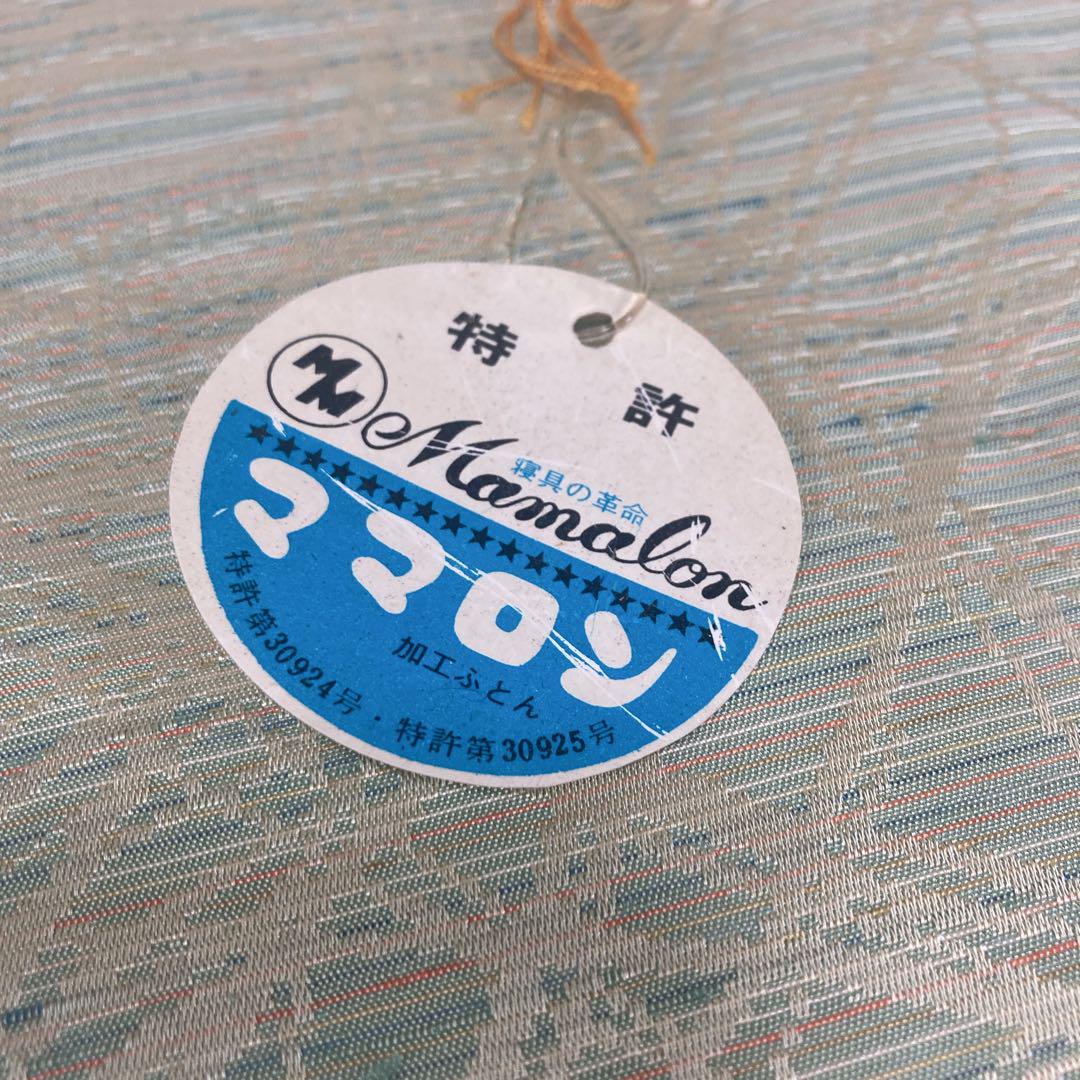 特許
寝具の革命
Mamalon
ママロン
加工ふとん
特許第30924号・特許第30925号